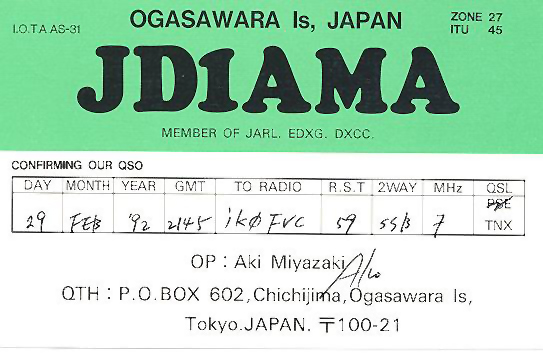 OGASAWARA Is, JAPAN
ZONE 27
ITU 45
I.O.T.A AS-31
JD1AMA
MEMBER OF JARL. EDXG. DXCC.
CONFIRMING OUR QSO
DAY MONTH YEAR GMT TO RADIO R.S.T 2WAY MHz QSL
PSE
29 FEB '92 2145 ikØFVC 59 SSB 7 TNX
OP : Aki Miyazaki Aki
QTH : P.O.BOX 602,Chichijima,Ogasawara Is,
Tokyo.JAPAN. 〒100-21